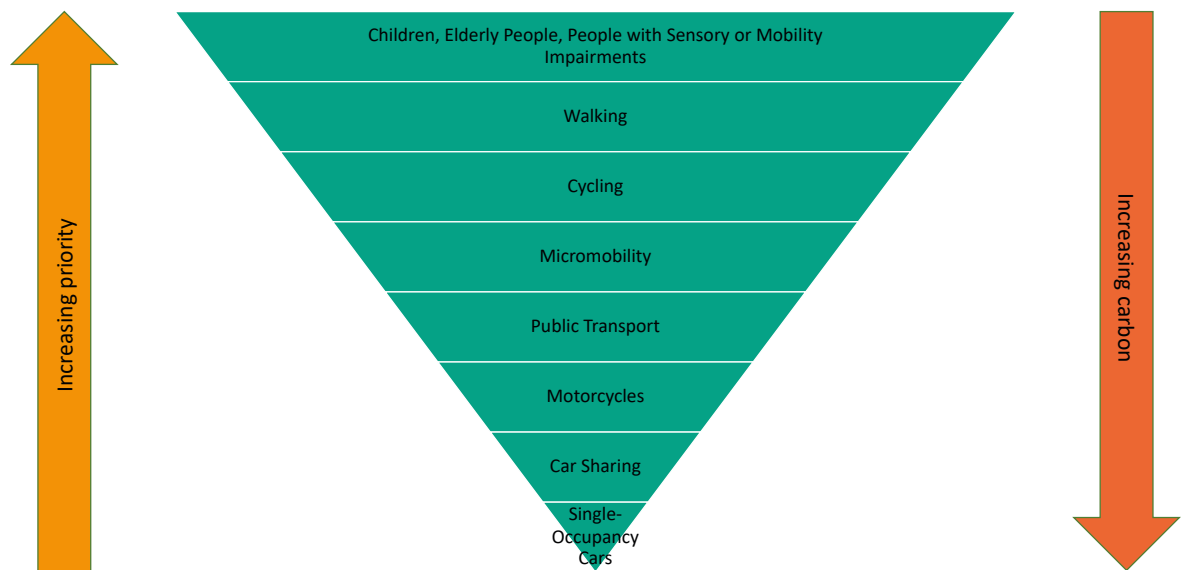 Children, Elderly People, People with Sensory or Mobility
Impairments
Walking
Cycling
Micromobility
Public Transport
Motorcycles
Car Sharing
Single-
Occupancy
Cars
Increasing priority
Increasing carbon